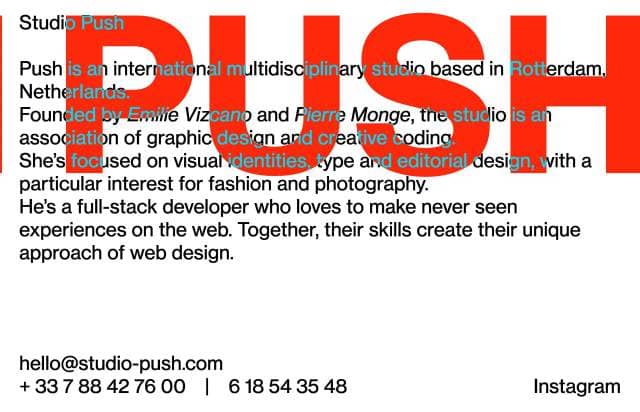 Studio Push
PUSH
Push is an international multidisciplinary studio based in Rotterdam,
Netherlands.
Founded by Emilie Vizcano and Pierre Monge, the studio is an
association of graphic design and creative coding.
She's focused on visual identities, type and editorial design, with a
particular interest for fashion and photography.
He's a full-stack developer who loves to make never seen
experiences on the web. Together, their skills create their unique
approach of web design.
hello@studio-push.com
+ 33 7 88 42 76 00 | 6 18 54 35 48
Instagram